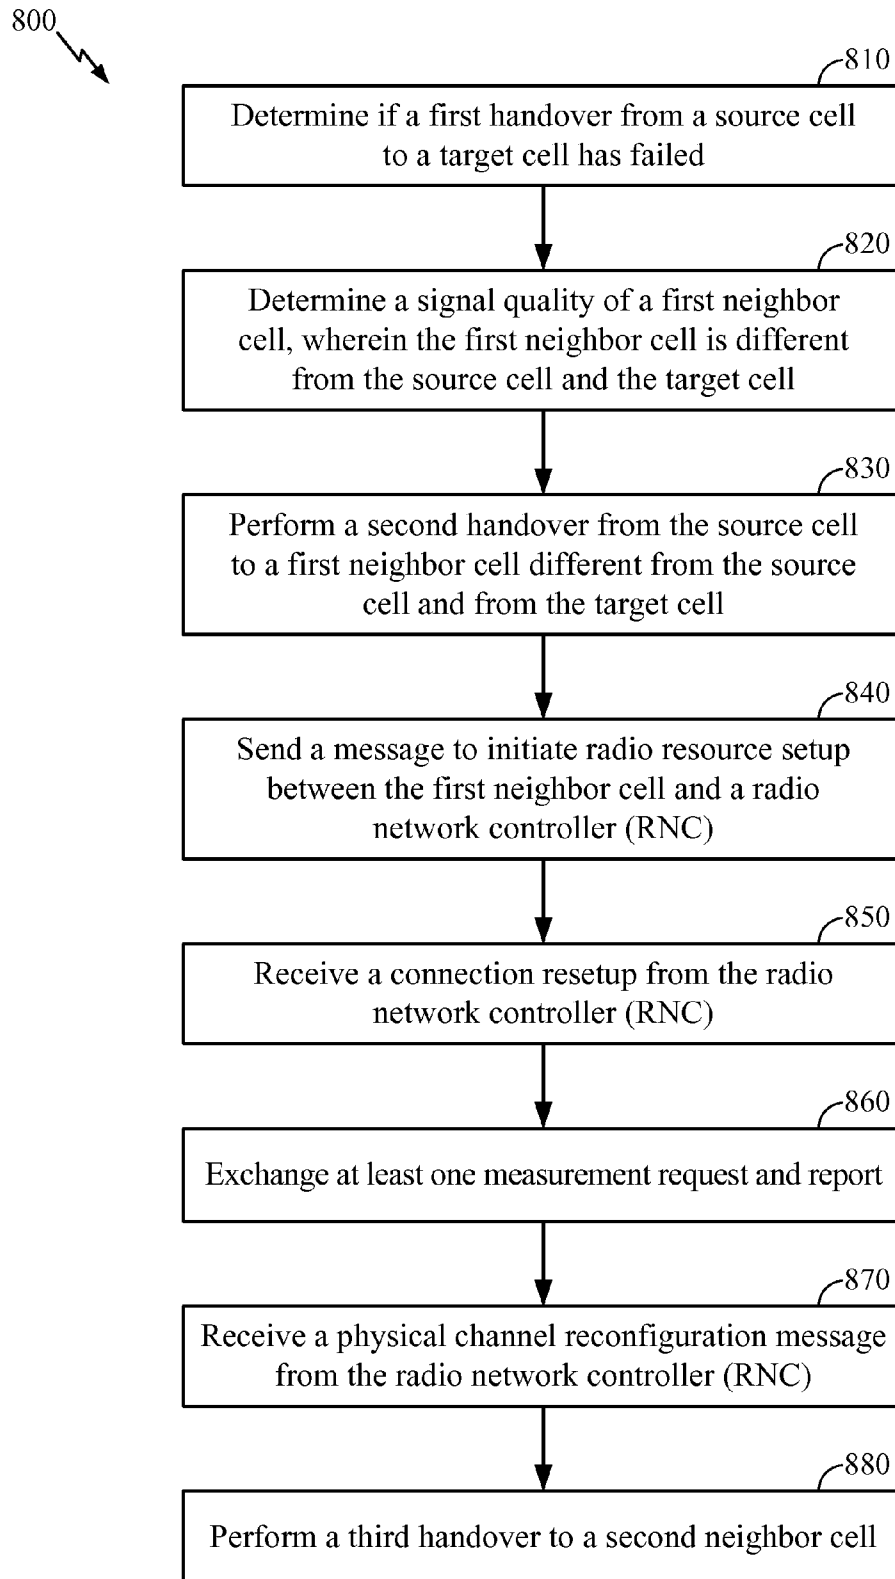 800
810
Determine if a first handover from a source cell
to a target cell has failed
820
Determine a signal quality of a first neighbor
cell, wherein the first neighbor cell is different
from the source cell and the target cell
830
Perform a second handover from the source cell
to a first neighbor cell different from the source
cell and from the target cell
840
Send a message to initiate radio resource setup
between the first neighbor cell and a radio
network controller (RNC)
850
Receive a connection resetup from the radio
network controller (RNC)
860
Exchange at least one measurement request and report
870
Receive a physical channel reconfiguration message
from the radio network controller (RNC)
880
Perform a third handover to a second neighbor cell